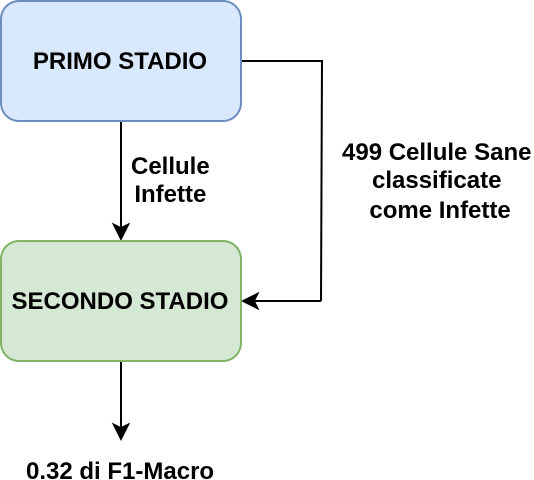 PRIMO STADIO
Cellule
Infette
499 Cellule Sane
classificate
come Infette
SECONDO STADIO
0.32 di F1-Macro